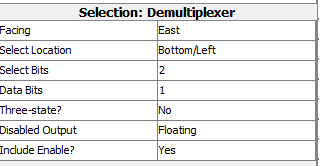 Selection: Demultiplexer
Facing East
Select Location Bottom/Left
Select Bits 2
Data Bits 1
Three-state? No
Disabled Output Floating
Include Enable? Yes